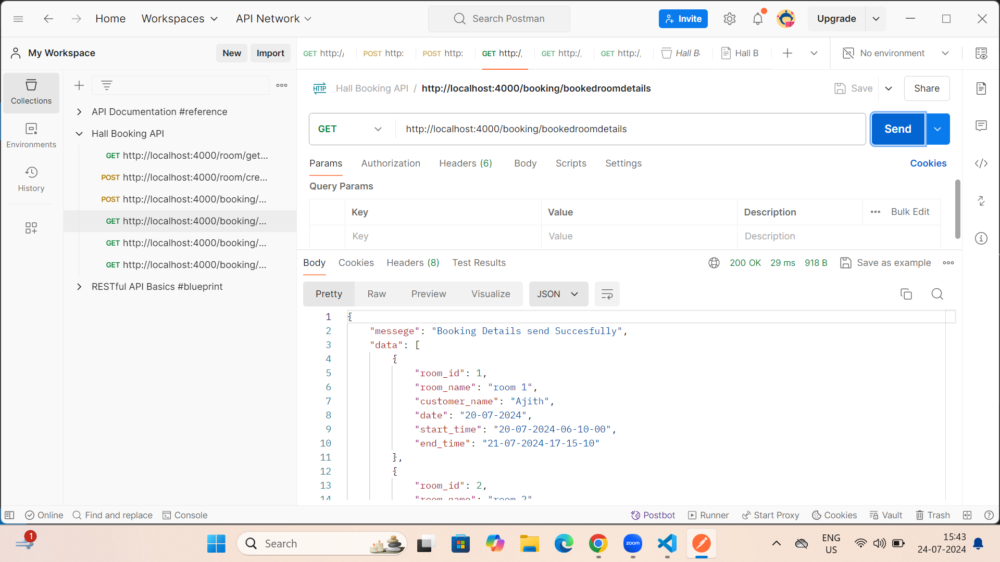 Home Workspaces API Network Search Postman Invite Upgrade
My Workspace New Import GET http:/, POST http: POST http: GET http:/, GET http:/, GET http:/, Hall B Hall B No environment
Collections
Environments
History
API Documentation #reference
Hall Booking API
GET http://localhost:4000/room/get...
POST http://localhost:4000/room/cre...
POST http://localhost:4000/booking/...
GET http://localhost:4000/booking/...
GET http://localhost:4000/booking/...
GET http://localhost:4000/booking/...
RESTful API Basics #blueprint
HTTP Hall Booking API / http://localhost:4000/booking/bookedroomdetails Save Share
GET http://localhost:4000/booking/bookedroomdetails Send
Params Authorization Headers (6) Body Scripts Settings Cookies
Query Params
Key Value Description Bulk Edit
Key Value Description
Body Cookies Headers (8) Test Results 200 OK 29 ms 918 B Save as example
Pretty Raw Preview Visualize JSON
1 {
2 "messege": "Booking Details send Succesfully",
3 "data": [
4 {
5 "room_id": 1,
6 "room_name": "room 1",
7 "customer_name": "Ajith",
8 "date": "20-07-2024",
9 "start_time": "20-07-2024-06-10-00",
10 "end_time": "21-07-2024-17-15-10"
11 },
12 {
13 "room_id": 2,
14 "room_name": "room 2"
Online Find and replace Console Postbot Runner Start Proxy Cookies Vault Trash
1 Search zoom ENG
US 15:43
24-07-2024